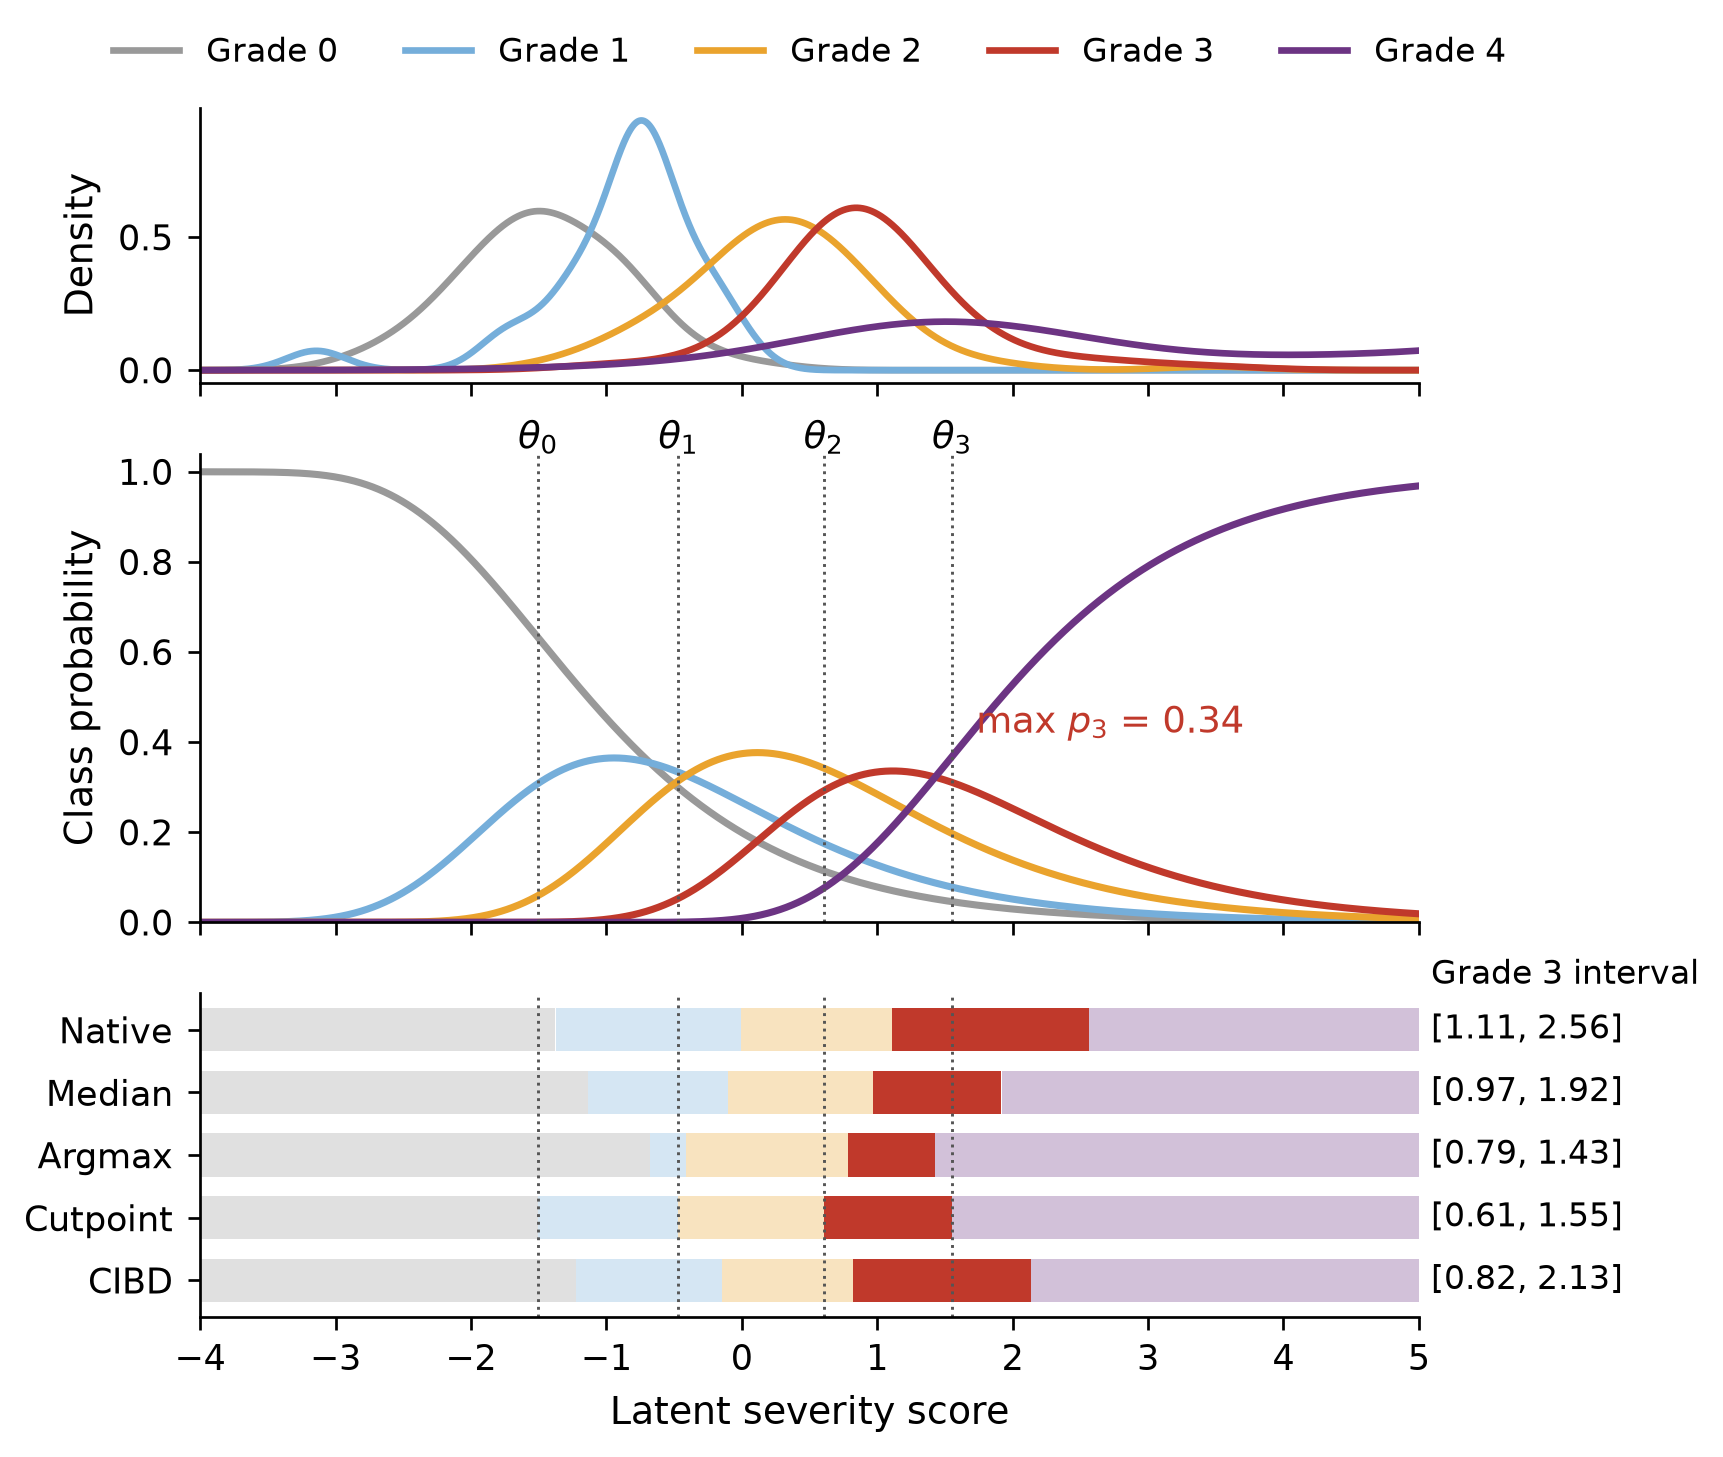 Grade 0 Grade 1 Grade 2 Grade 3 Grade 4
Density
0.5
0.0
θ0 θ1 θ2 θ3
Class probability
1.0
0.8
0.6
0.4
0.2
0.0
max p3 = 0.34
Grade 3 interval
Native [1.11, 2.56]
Median [0.97, 1.92]
Argmax [0.79, 1.43]
Cutpoint [0.61, 1.55]
CIBD [0.82, 2.13]
−4 −3 −2 −1 0 1 2 3 4 5
Latent severity score